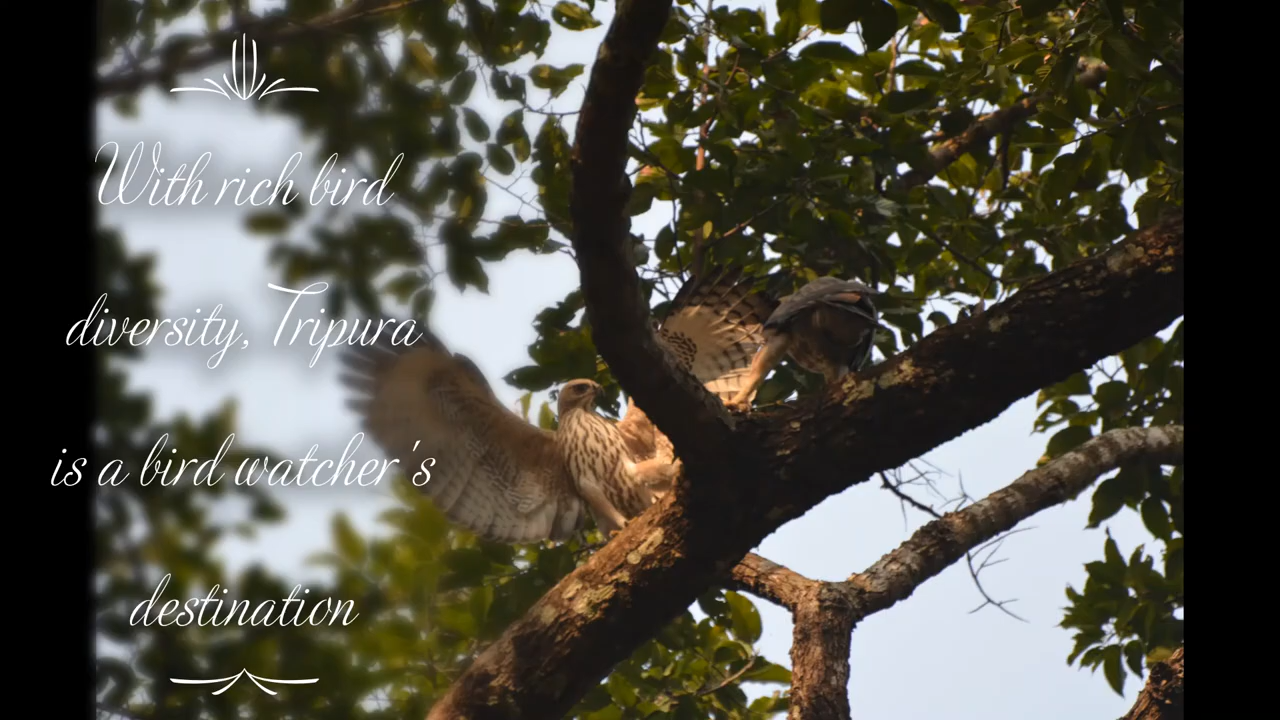 With rich bird
diversity, Tripura
is a bird watcher's
destination